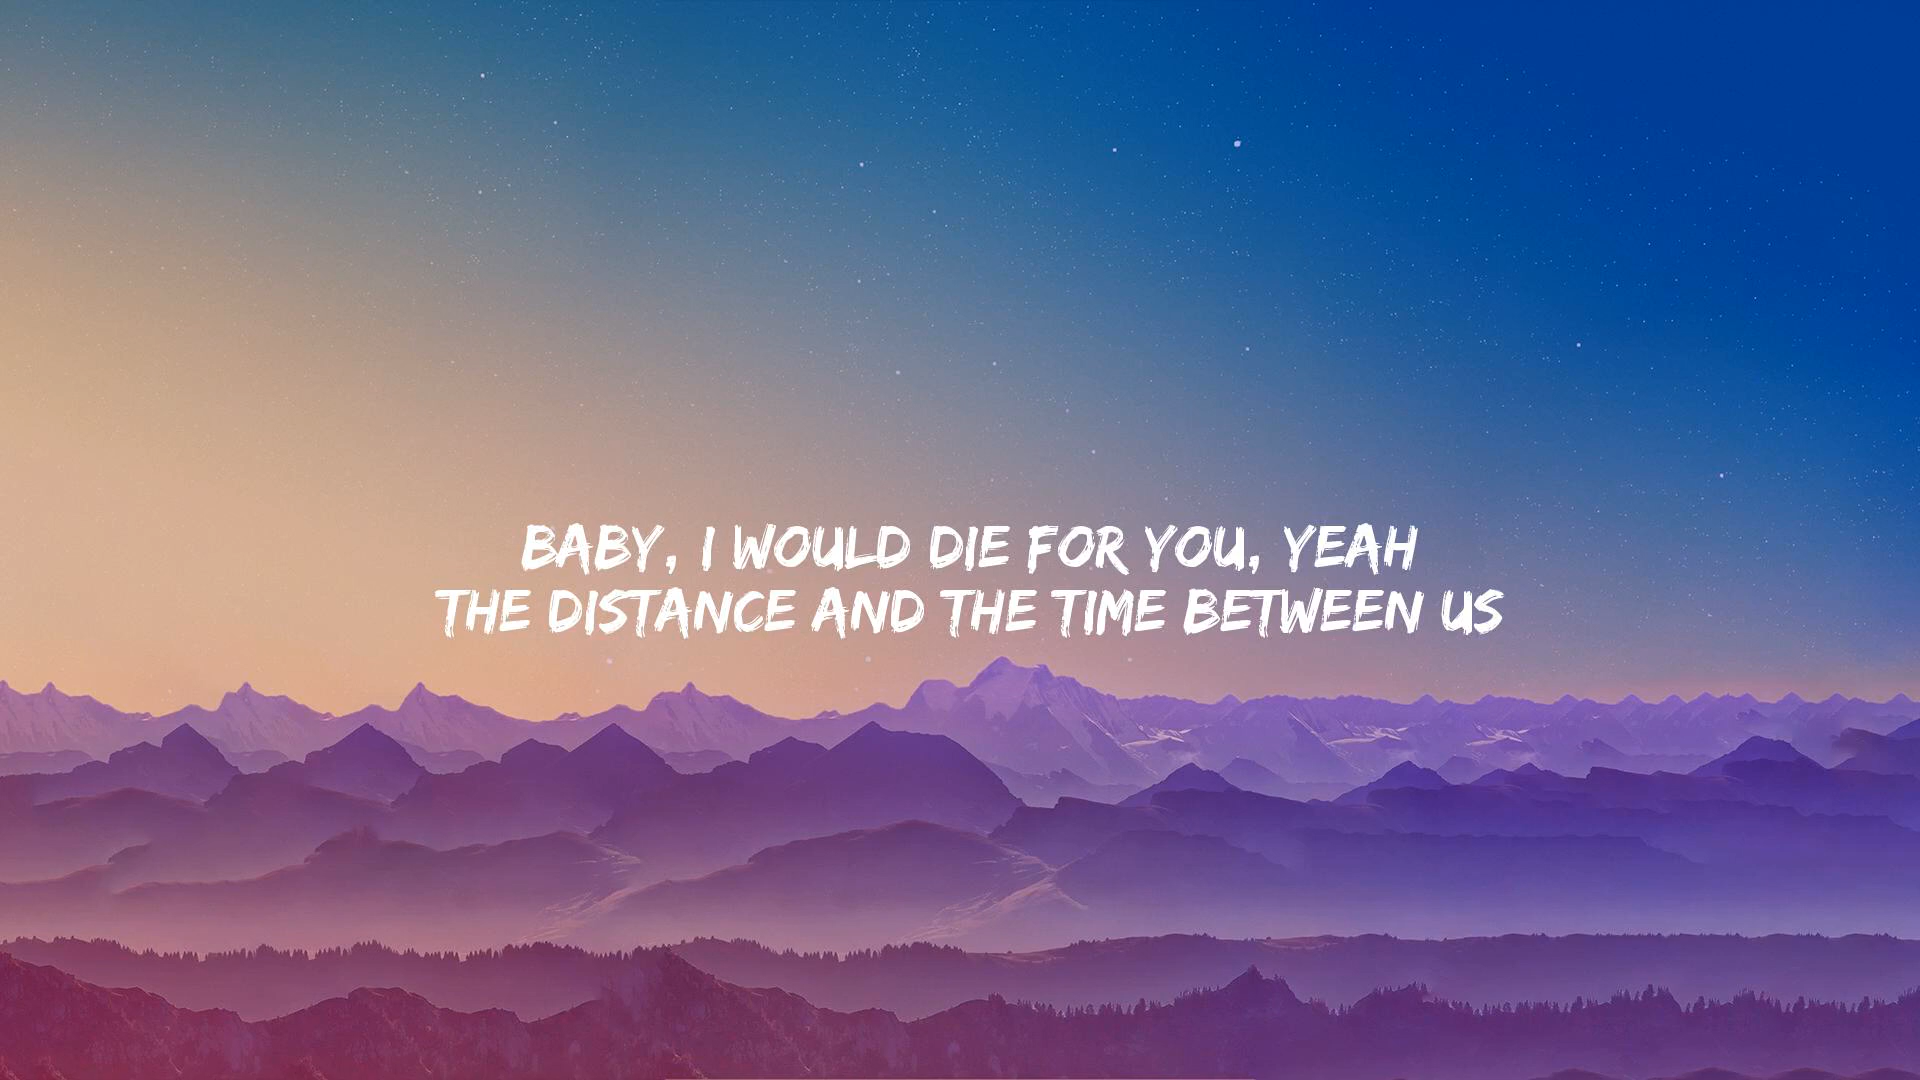 BABY, I WOULD DIE FOR YOU, YEAH
THE DISTANCE AND THE TIME BETWEEN US